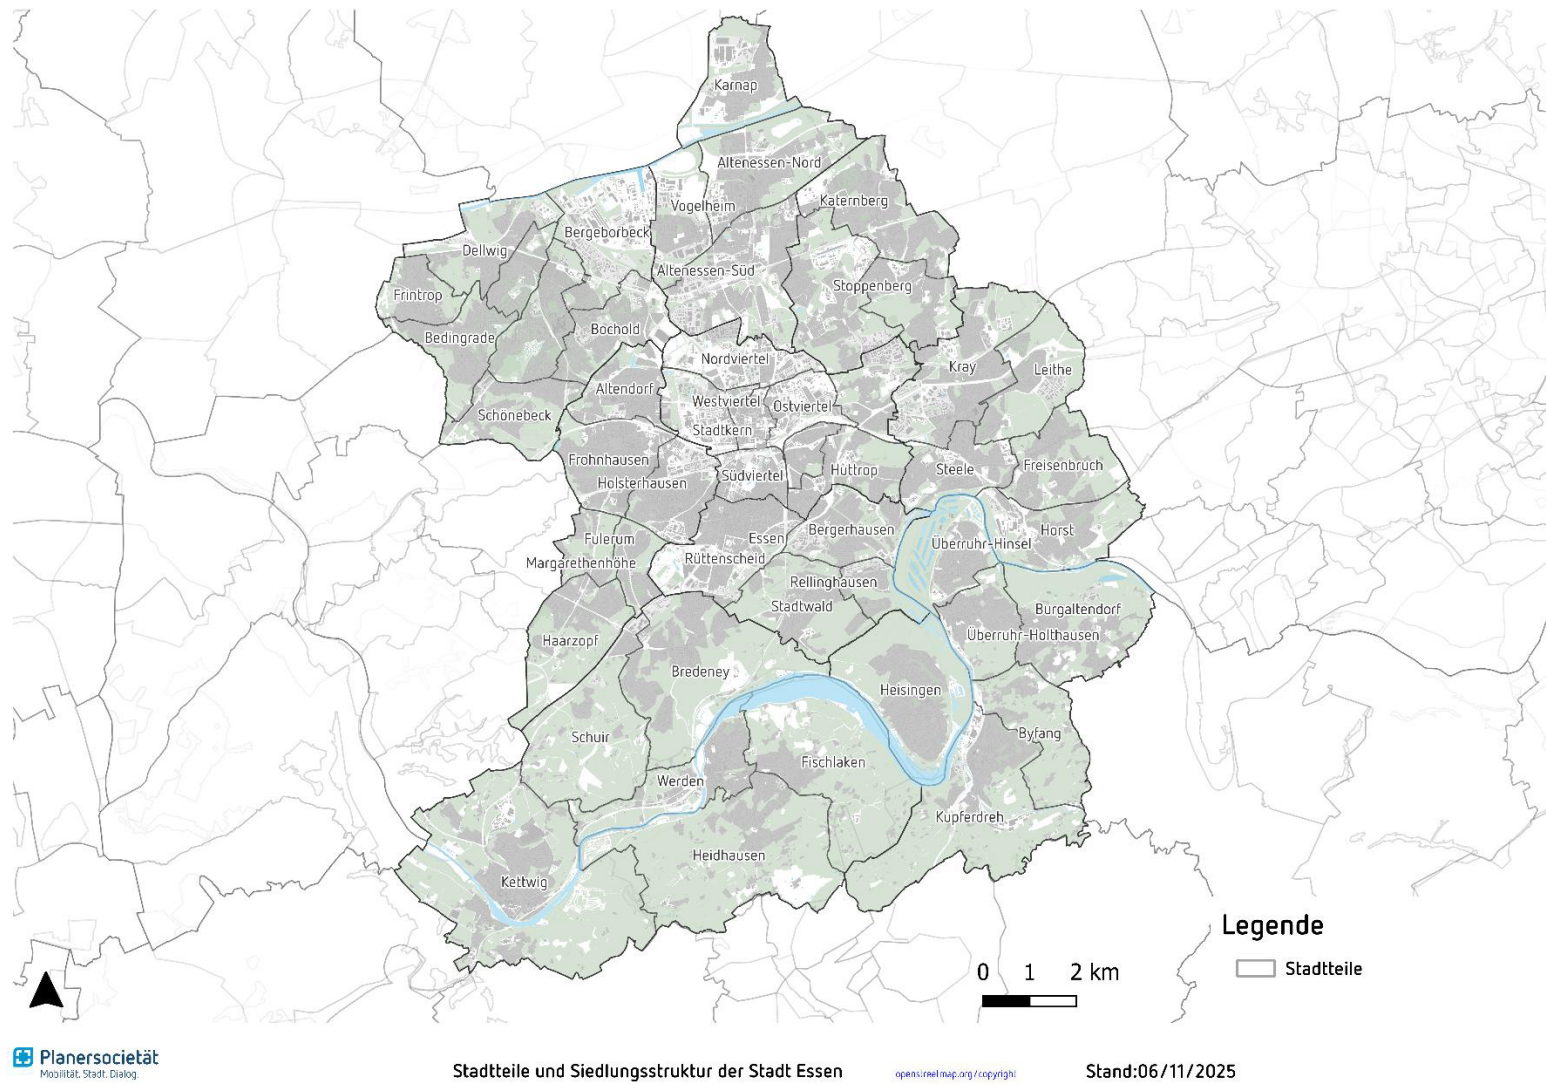 Karnap
Altenessen-Nord
Katernberg
Vogelheim
Bergeborbeck
Dellwig
Altenessen-Süd
Stoppenberg
Frintrop
Bochold
Bedingrade
Nordviertel
Kray
Leithe
Altendorf
Westviertel
Ostviertel
Schönebeck
Stadtkern
Frohnhausen
Holsterhausen
Südviertel
Huttrop
Steele
Freisenbruch
Bergerhausen
Horst
Essen
Fulerum
Überruhr-Hinsel
Margarethenhöhe
Rüttenscheid
Rellinghausen
Stadtwald
Burgaltendorf
Haarzopf
Überruhr-Holthausen
Bredeney
Heisingen
Schuir
Byfang
Fischlaken
Werden
Kupferdreh
Heidhausen
Kettwig
Legende
Stadtteile
0 1 2 km
Planersocietät
Mobilität. Stadt. Dialog.
Stadtteile und Siedlungsstruktur der Stadt Essen
openstreetmap.org/copyright
Stand:06/11/2025